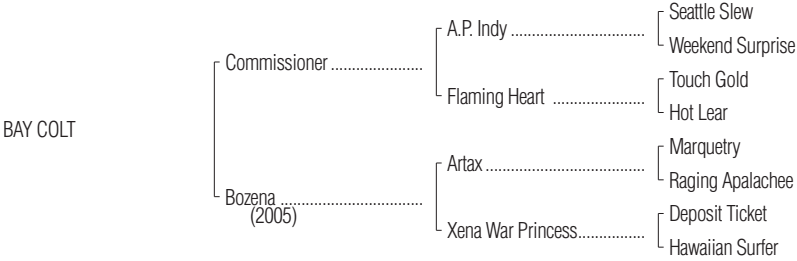 Seattle Slew
A.P. Indy ..................................
Weekend Surprise
Commissioner ......................
Touch Gold
Flaming Heart .......................
Hot Lear
BAY COLT
Marquetry
Artax ........................................
Raging Apalachee
Bozena ...................................
(2005)
Deposit Ticket
Xena War Princess ................
Hawaiian Surfer